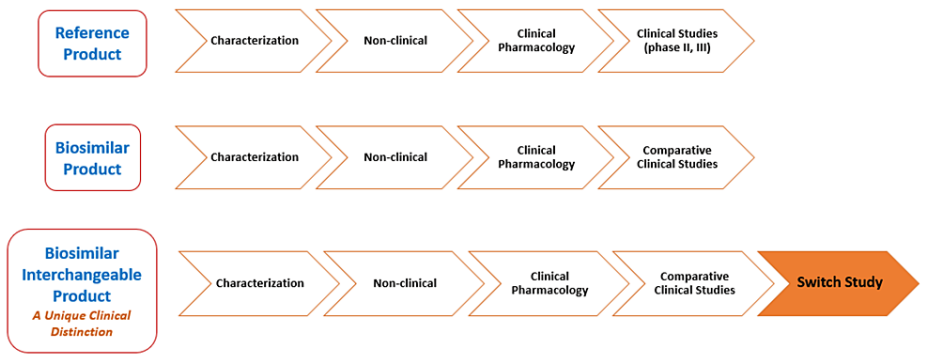 Reference
Product
Characterization
Non-clinical
Clinical
Pharmacology
Clinical Studies
(phase II, III)
Biosimilar
Product
Characterization
Non-clinical
Clinical
Pharmacology
Comparative
Clinical Studies
Biosimilar
Interchangeable
Product
A Unique Clinical
Distinction
Characterization
Non-clinical
Clinical
Pharmacology
Comparative
Clinical Studies
Switch Study